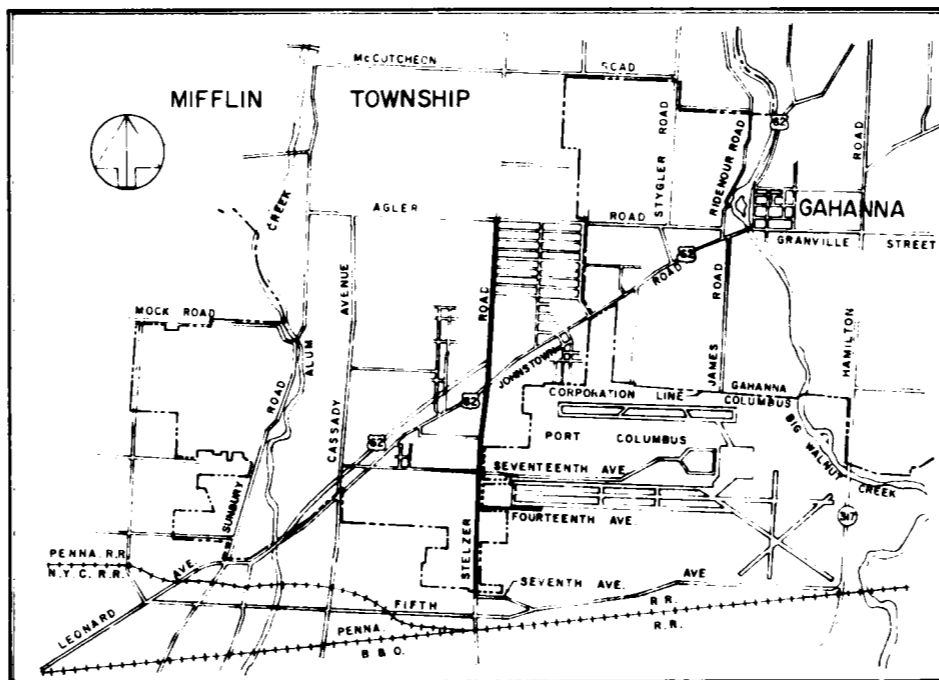 McCUTCHEON ROAD
MIFFLIN TOWNSHIP
62
ROAD
STYGLER ROAD
RIDENOUR ROAD
CREEK
AGLER ROAD
GAHANNA
GRANVILLE STREET
62
ROAD
MOCK ROAD
AVENUE
ROAD
ALUM
ROAD
JAMES ROAD
HAMILTON
JOHNSTOWN
62
CORPORATION LINE
GAHANNA
COLUMBUS
CASSADY
62
PORT COLUMBUS
BIG WALNUT CREEK
SEVENTEENTH AVE.
SUNBURY
FOURTEENTH AVE.
317
STELZER
PENNA. R.R.
N.Y.C. R.R.
LEONARD AVE.
SEVENTH AVE.
FIFTH AVE
PENNA. R.R.
B & O. R.R.